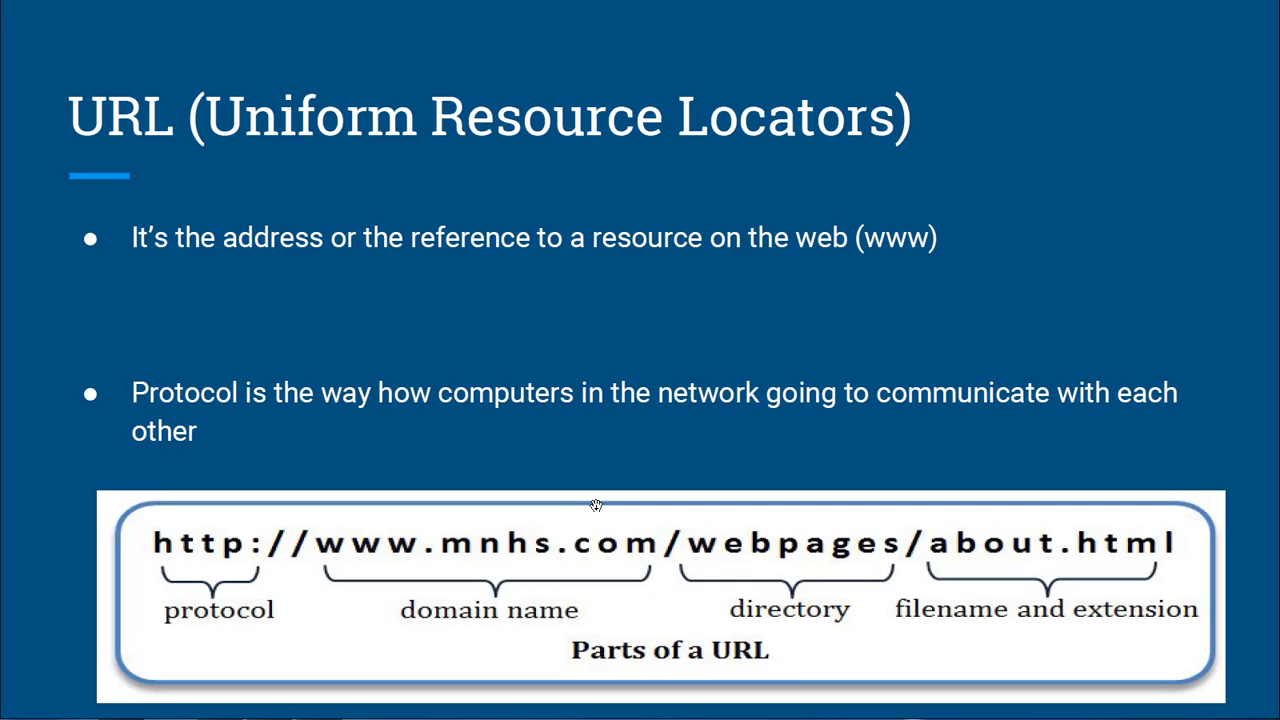 URL (Uniform Resource Locators)
● It's the address or the reference to a resource on the web (www)
● Protocol is the way how computers in the network going to communicate with each
other
http://www.mnhs.com/webpages/about.html
protocol domain name directory filename and extension
Parts of a URL